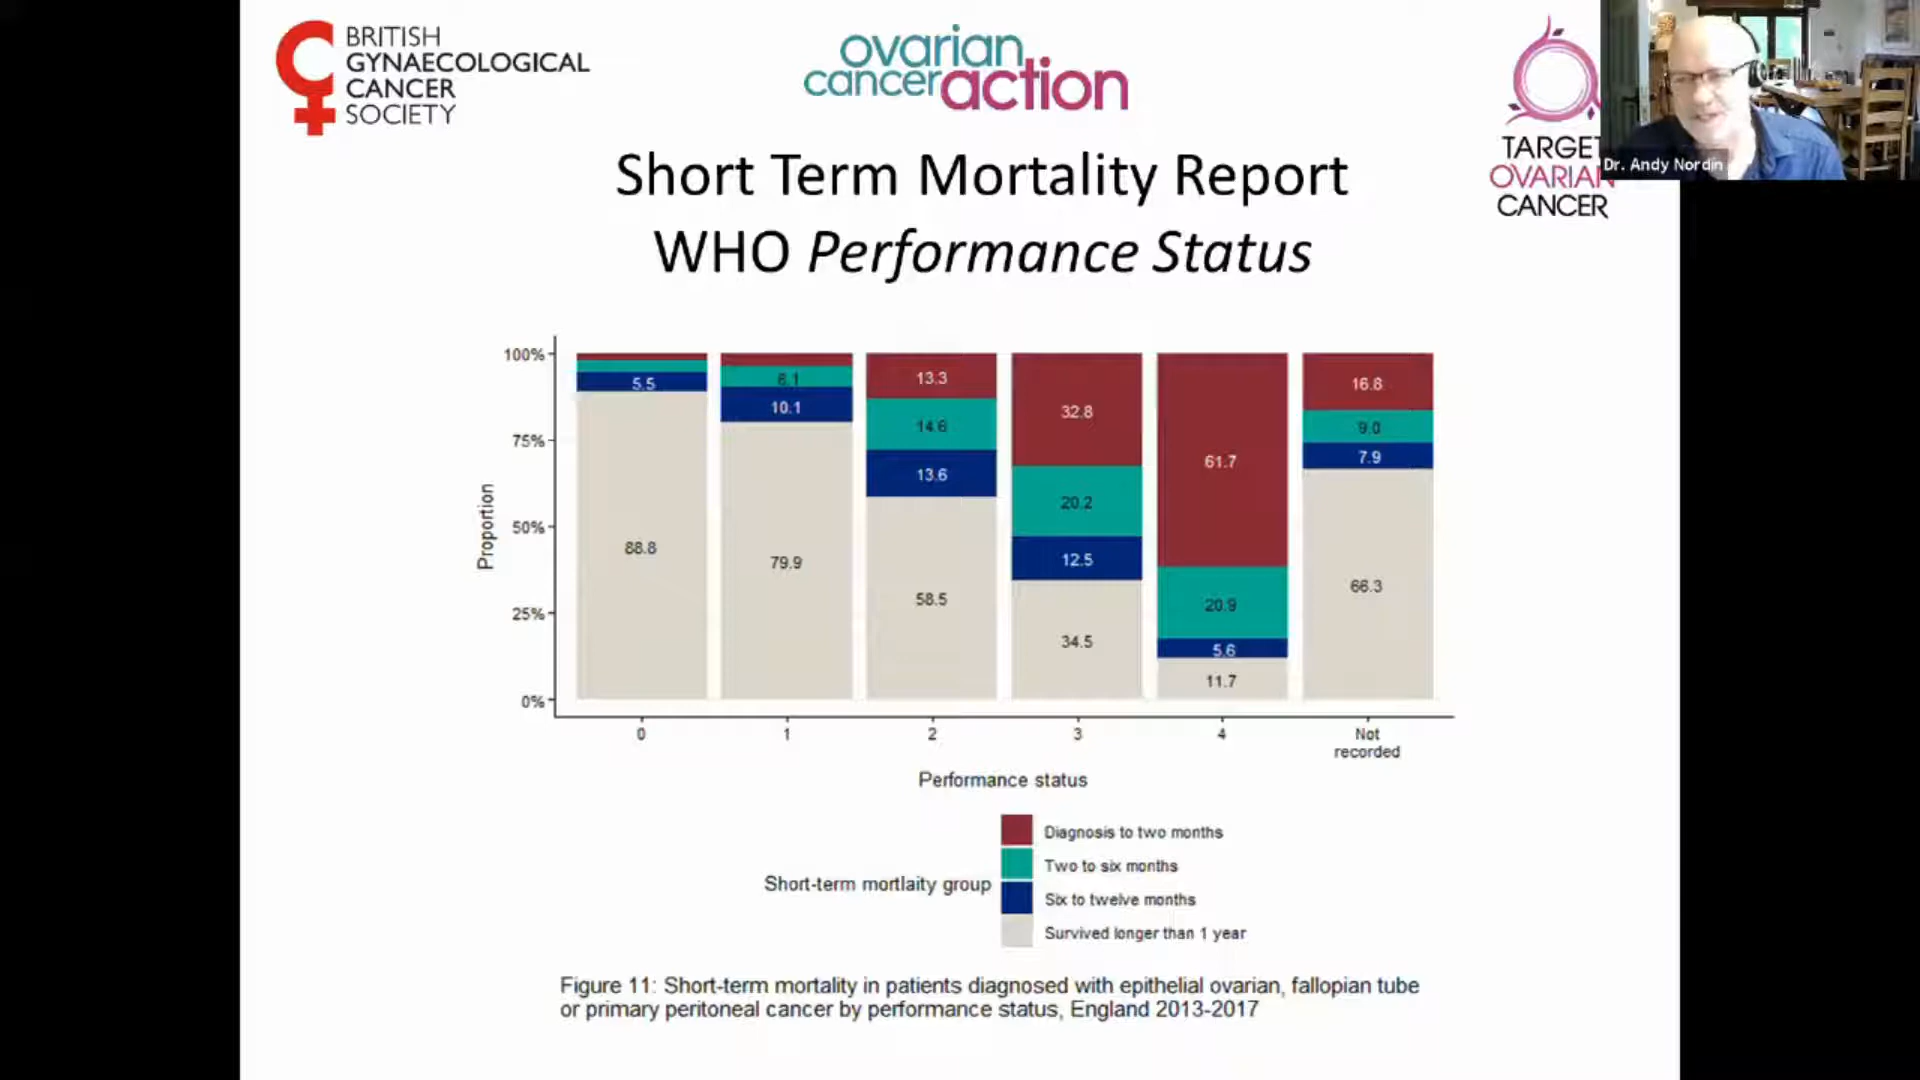 BRITISH
GYNAECOLOGICAL
CANCER
SOCIETY
ovarian
canceraction
TARGET
OVARIAN
CANCER
Dr. Andy Nordin
Short Term Mortality Report
WHO Performance Status
Proportion
100%
75%
50%
25%
0%
5.5
88.8
6.1
10.1
79.9
13.3
14.6
13.6
58.5
32.8
20.2
12.5
34.5
61.7
20.9
5.6
11.7
16.8
9.0
7.9
66.3
0
1
2
3
4
Not
recorded
Performance status
Short-term mortlaity group
Diagnosis to two months
Two to six months
Six to twelve months
Survived longer than 1 year
Figure 11: Short-term mortality in patients diagnosed with epithelial ovarian, fallopian tube
or primary peritoneal cancer by performance status, England 2013-2017